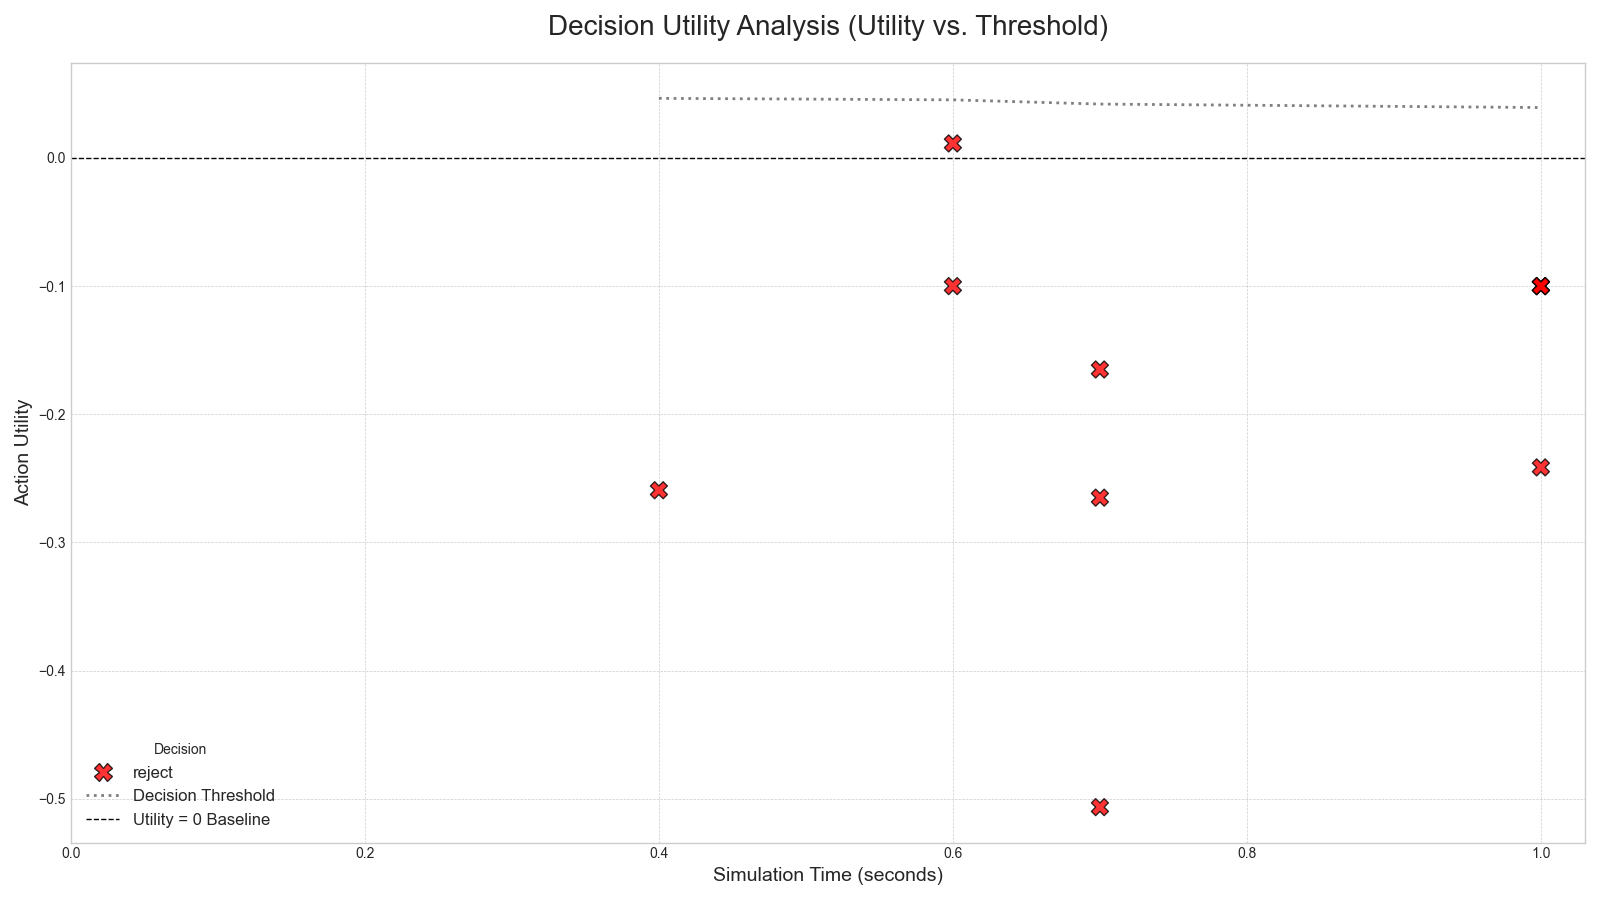 Decision Utility Analysis (Utility vs. Threshold)
Action Utility
0.0
−0.1
−0.2
−0.3
−0.4
−0.5
Decision
reject
Decision Threshold
Utility = 0 Baseline
0.0 0.2 0.4 0.6 0.8 1.0
Simulation Time (seconds)